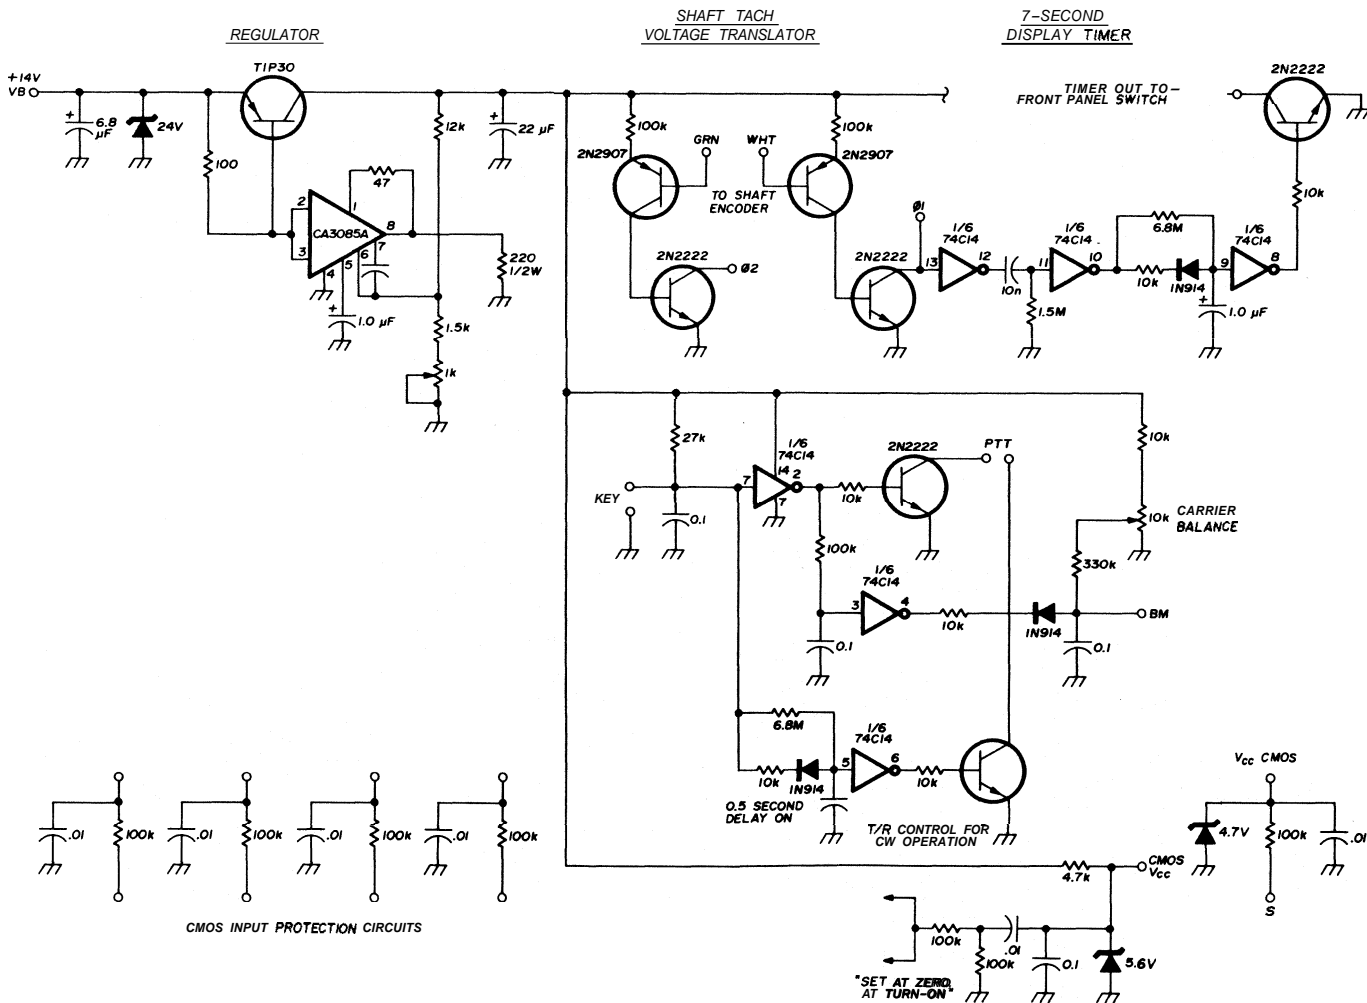 REGULATOR
SHAFT TACH
VOLTAGE TRANSLATOR
7-SECOND
DISPLAY TIMER
+14V
VB
TIP30
6.8
µF
24V
100
12k
22 µF
47
2
3
1
CA3085A
8
7
6
5
4
1.0 µF
220
1/2W
1.5k
1k
100k
2N2907
GRN
WHT
TO SHAFT
ENCODER
100k
2N2907
2N2222
Ø2
2N2222
Ø1
1/6
74C14
13
12
10n
11
1.5M
1/6
74C14
10
6.8M
10k
1N914
9
1/6
74C14
8
1.0 µF
TIMER OUT TO
FRONT PANEL SWITCH
2N2222
10k
27k
KEY
0.1
1/6
74C14
7
14
2
7
10k
2N2222
PTT
100k
1/6
74C14
3
4
0.1
10k
1N914
10k
10k
CARRIER
BALANCE
330k
BM
0.1
6.8M
1/6
74C14
10k
1N914
5
6
10k
0.5 SECOND
DELAY ON
T/R CONTROL FOR
CW OPERATION
4.7k
CMOS
Vcc
100k
100k
.01
0.1
5.6V
"SET AT ZERO,
AT TURN-ON"
Vcc CMOS
4.7V
100k
.01
S
.01
100k
.01
100k
.01
100k
.01
100k
CMOS INPUT PROTECTION CIRCUITS